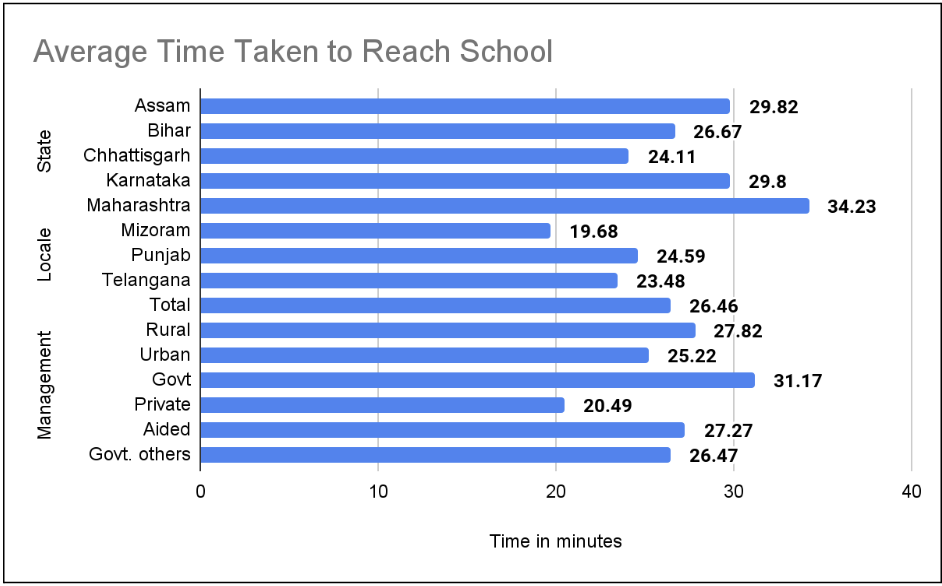 Average Time Taken to Reach School
State
Locale
Management
Assam 29.82
Bihar 26.67
Chhattisgarh 24.11
Karnataka 29.8
Maharashtra 34.23
Mizoram 19.68
Punjab 24.59
Telangana 23.48
Total 26.46
Rural 27.82
Urban 25.22
Govt 31.17
Private 20.49
Aided 27.27
Govt. others 26.47
0 10 20 30 40
Time in minutes